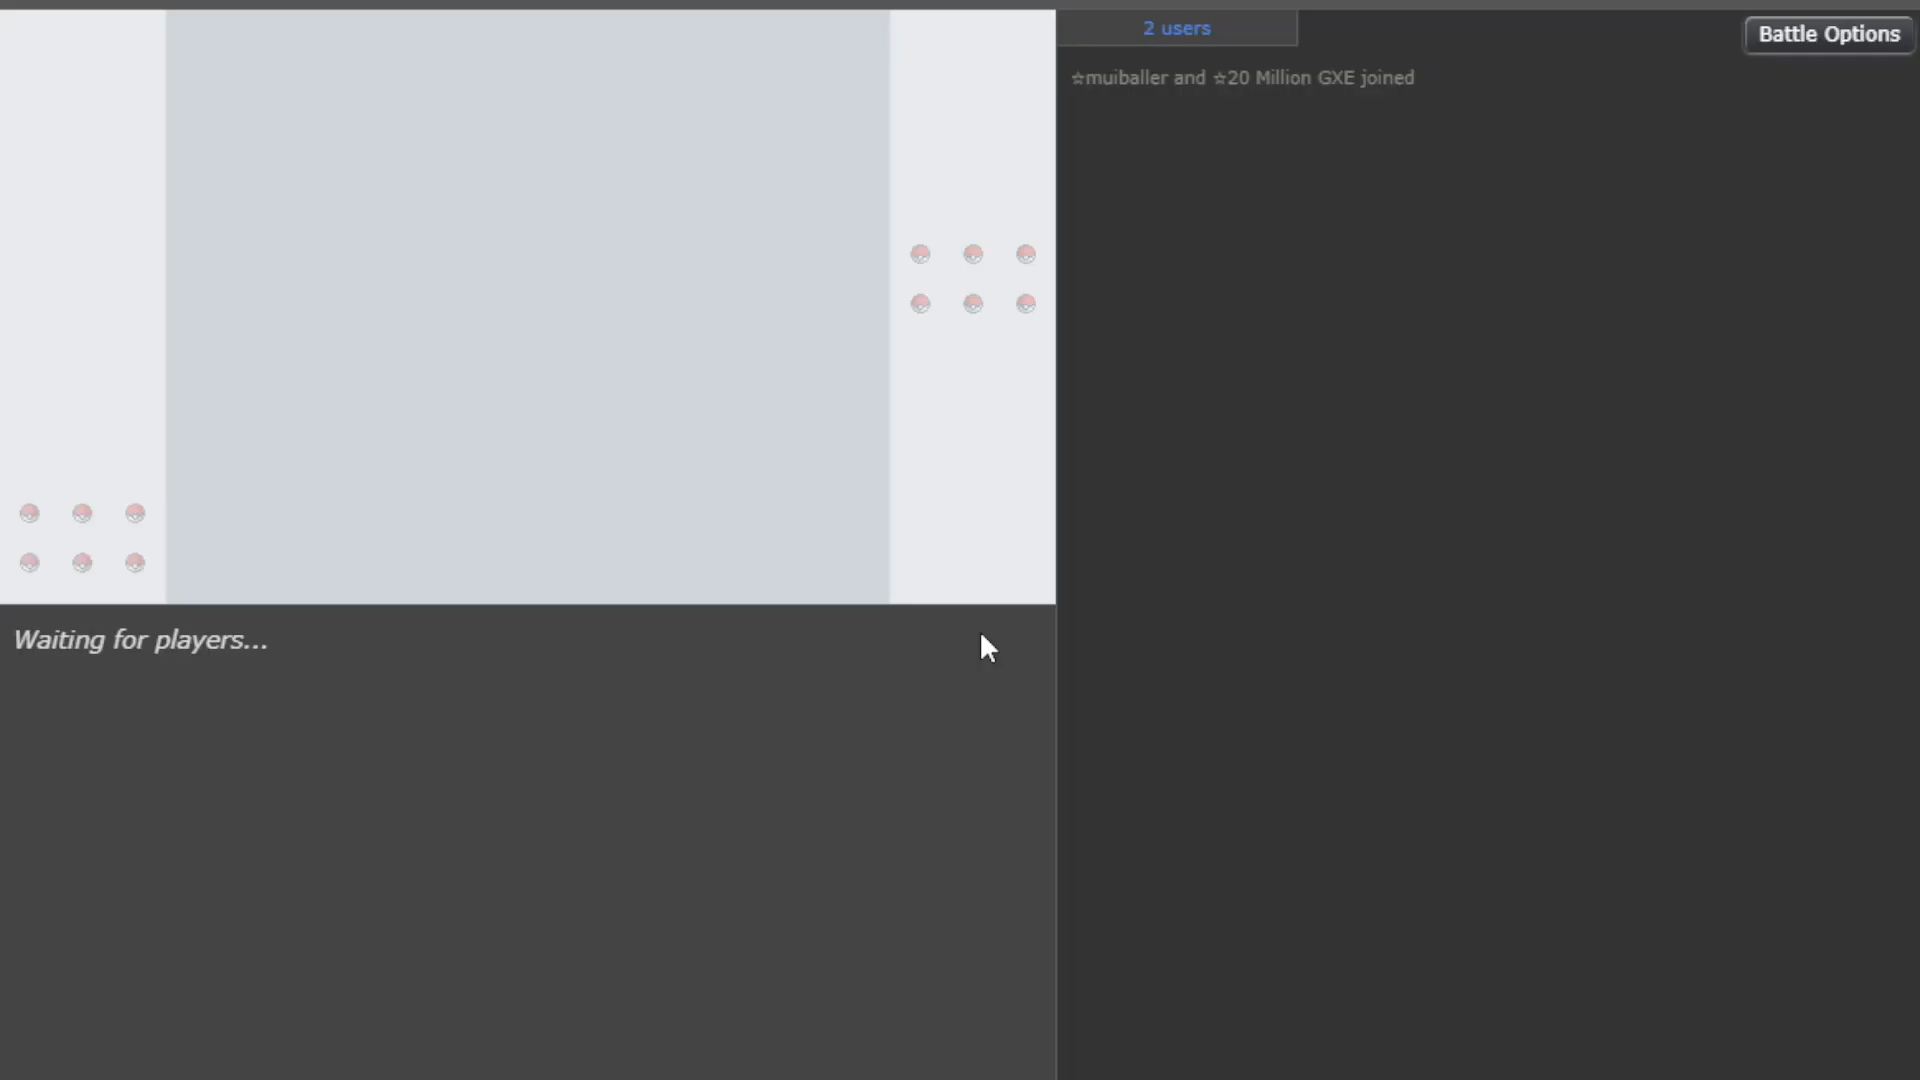 2 users
Battle Options
☆muiballer and ☆20 Million GXE joined
Waiting for players...